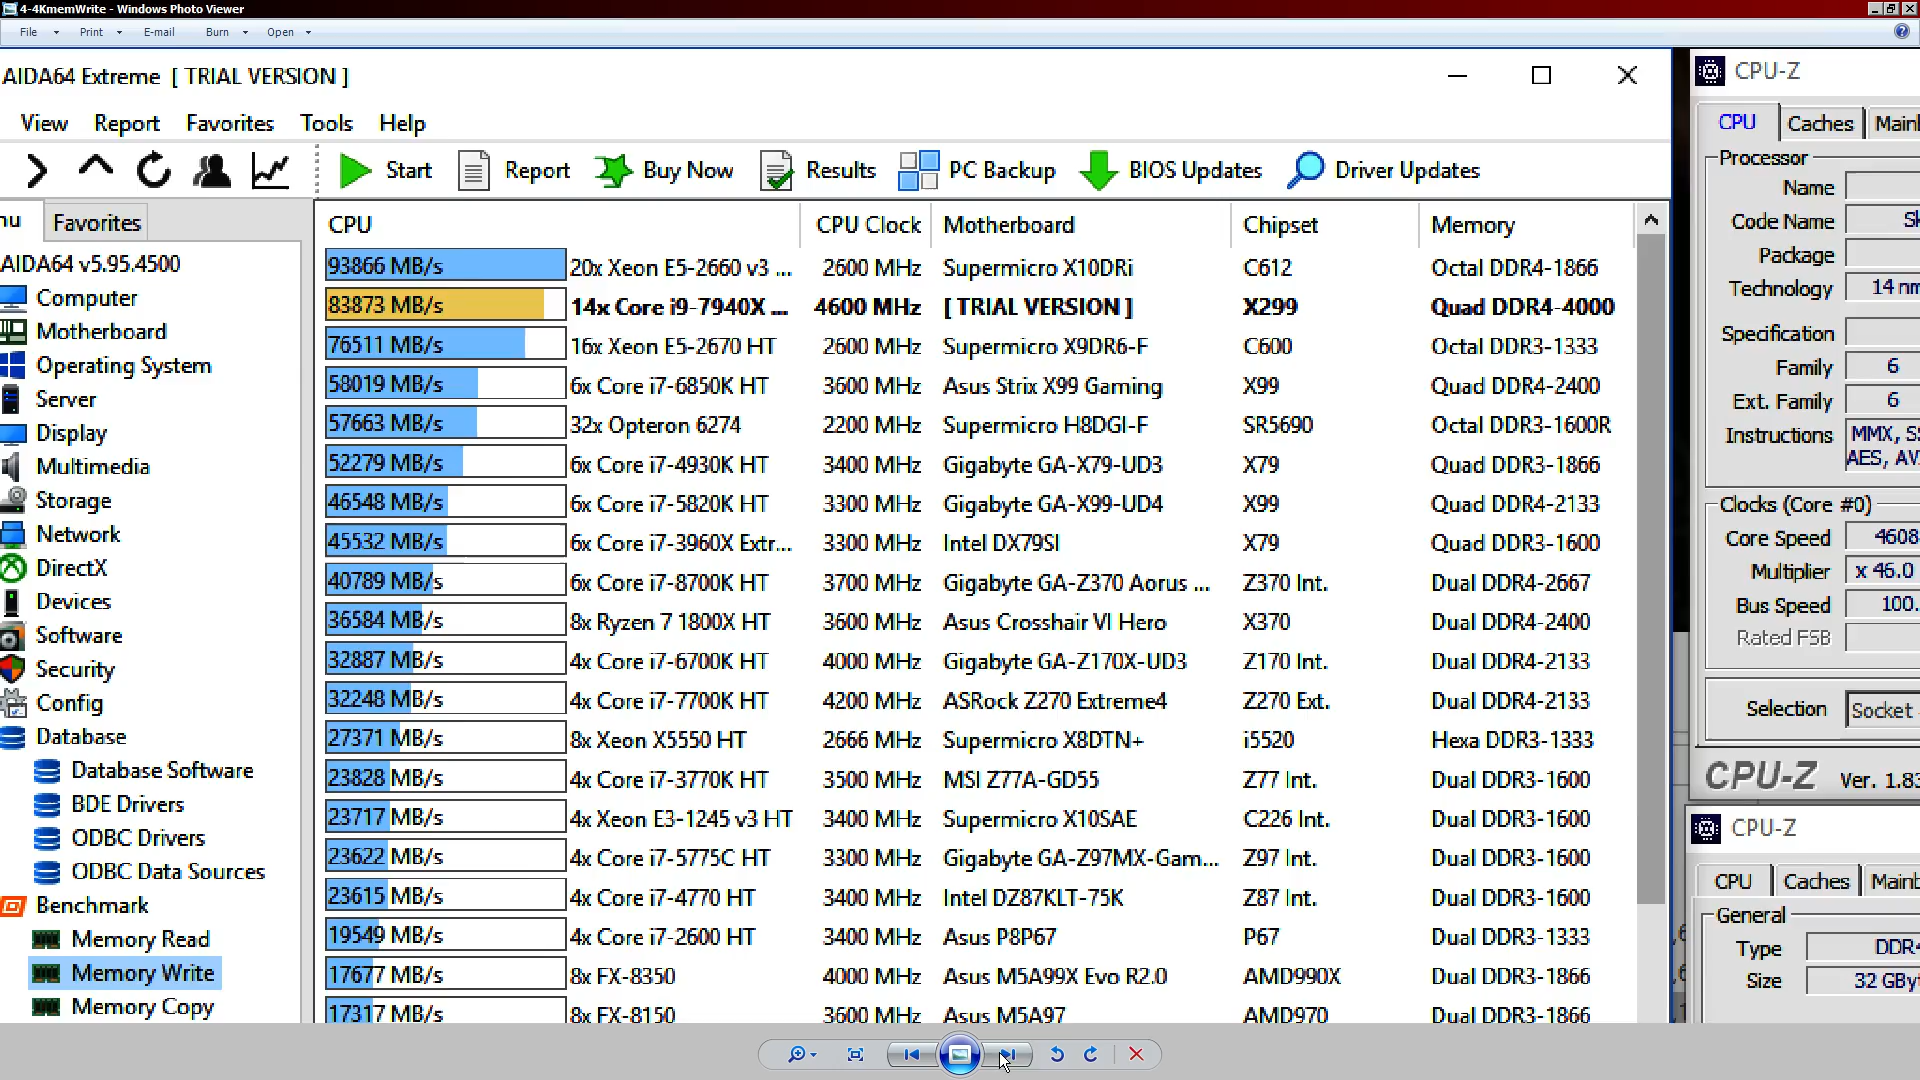 4-4KmemWrite - Windows Photo Viewer
File Print E-mail Burn Open
AIDA64 Extreme [ TRIAL VERSION ]
View Report Favorites Tools Help
Start Report Buy Now Results PC Backup BIOS Updates Driver Updates
nu Favorites
AIDA64 v5.95.4500
Computer
Motherboard
Operating System
Server
Display
Multimedia
Storage
Network
DirectX
Devices
Software
Security
Config
Database
Database Software
BDE Drivers
ODBC Drivers
ODBC Data Sources
Benchmark
Memory Read
Memory Write
Memory Copy
CPU CPU Clock Motherboard Chipset Memory
93866 MB/s 20x Xeon E5-2660 v3 ... 2600 MHz Supermicro X10DRi C612 Octal DDR4-1866
83873 MB/s 14x Core i9-7940X ... 4600 MHz [ TRIAL VERSION ] X299 Quad DDR4-4000
76511 MB/s 16x Xeon E5-2670 HT 2600 MHz Supermicro X9DR6-F C600 Octal DDR3-1333
58019 MB/s 6x Core i7-6850K HT 3600 MHz Asus Strix X99 Gaming X99 Quad DDR4-2400
57663 MB/s 32x Opteron 6274 2200 MHz Supermicro H8DGI-F SR5690 Octal DDR3-1600R
52279 MB/s 6x Core i7-4930K HT 3400 MHz Gigabyte GA-X79-UD3 X79 Quad DDR3-1866
46548 MB/s 6x Core i7-5820K HT 3300 MHz Gigabyte GA-X99-UD4 X99 Quad DDR4-2133
45532 MB/s 6x Core i7-3960X Extr... 3300 MHz Intel DX79SI X79 Quad DDR3-1600
40789 MB/s 6x Core i7-8700K HT 3700 MHz Gigabyte GA-Z370 Aorus ... Z370 Int. Dual DDR4-2667
36584 MB/s 8x Ryzen 7 1800X HT 3600 MHz Asus Crosshair VI Hero X370 Dual DDR4-2400
32887 MB/s 4x Core i7-6700K HT 4000 MHz Gigabyte GA-Z170X-UD3 Z170 Int. Dual DDR4-2133
32248 MB/s 4x Core i7-7700K HT 4200 MHz ASRock Z270 Extreme4 Z270 Ext. Dual DDR4-2133
27371 MB/s 8x Xeon X5550 HT 2666 MHz Supermicro X8DTN+ i5520 Hexa DDR3-1333
23828 MB/s 4x Core i7-3770K HT 3500 MHz MSI Z77A-GD55 Z77 Int. Dual DDR3-1600
23717 MB/s 4x Xeon E3-1245 v3 HT 3400 MHz Supermicro X10SAE C226 Int. Dual DDR3-1600
23622 MB/s 4x Core i7-5775C HT 3300 MHz Gigabyte GA-Z97MX-Gam... Z97 Int. Dual DDR3-1600
23615 MB/s 4x Core i7-4770 HT 3400 MHz Intel DZ87KLT-75K Z87 Int. Dual DDR3-1600
19549 MB/s 4x Core i7-2600 HT 3400 MHz Asus P8P67 P67 Dual DDR3-1333
17677 MB/s 8x FX-8350 4000 MHz Asus M5A99X Evo R2.0 AMD990X Dual DDR3-1866
17317 MB/s 8x FX-8150 3600 MHz Asus M5A97 AMD970 Dual DDR3-1866
CPU-Z
CPU Caches Mainb
Processor
Name
Code Name Sk
Package
Technology 14 nm
Specification
Family 6
Ext. Family 6
Instructions MMX, SS
AES, AV
Clocks (Core #0)
Core Speed 4608
Multiplier x 46.0
Bus Speed 100.
Rated FSB
Selection Socket
CPU-Z Ver. 1.83
CPU-Z
CPU Caches Mainb
General
Type DDR4
Size 32 GByt